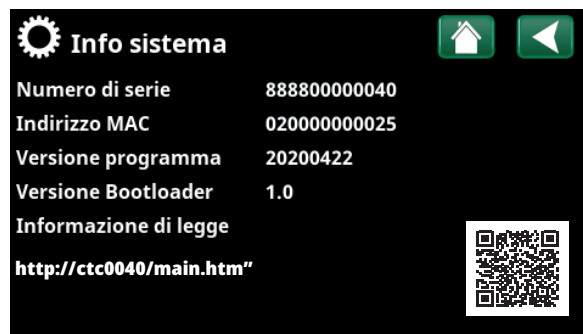 Info sistema
Numero di serie 888800000040
Indirizzo MAC 020000000025
Versione programma 20200422
Versione Bootloader 1.0
Informazione di legge
http://ctc0040/main.htm”